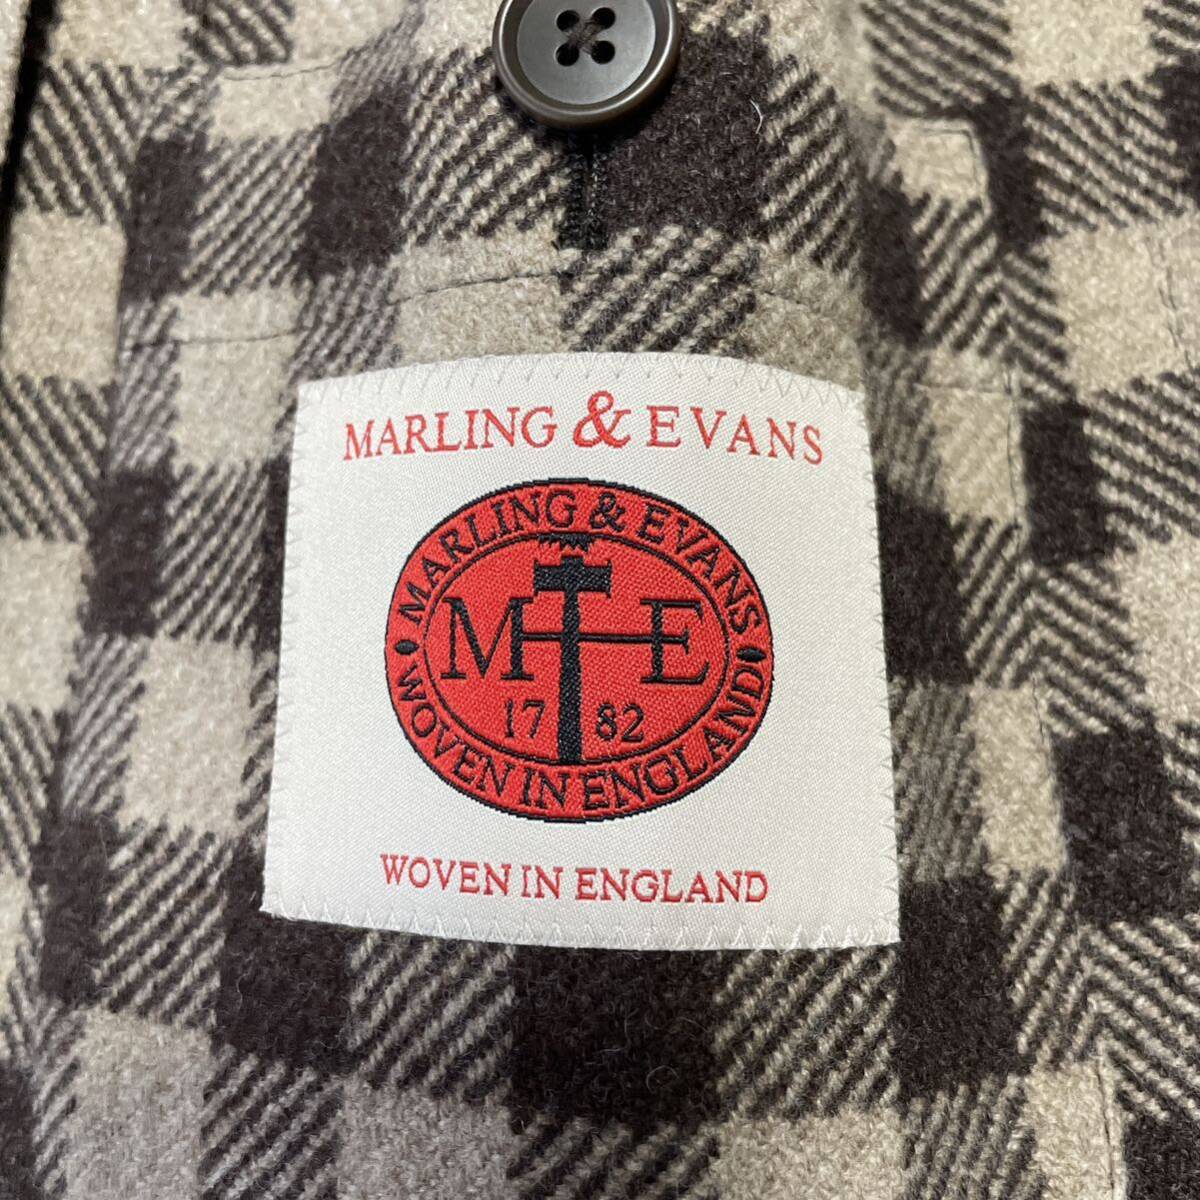 MARLING & EVANS
MARLING & EVANS
M E
17 82
WOVEN IN ENGLAND
WOVEN IN ENGLAND